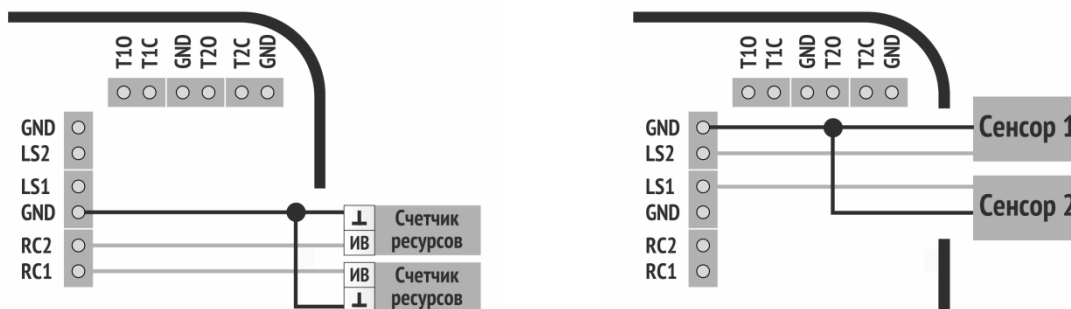 T1O T1C GND T2O T2C GND
GND
LS2
LS1
GND
RC2
RC1
⊥ Счетчик
ИВ ресурсов
ИВ Счетчик
⊥ ресурсов
T1O T1C GND T2O T2C GND
GND
LS2
LS1
GND
RC2
RC1
Сенсор 1
Сенсор 2